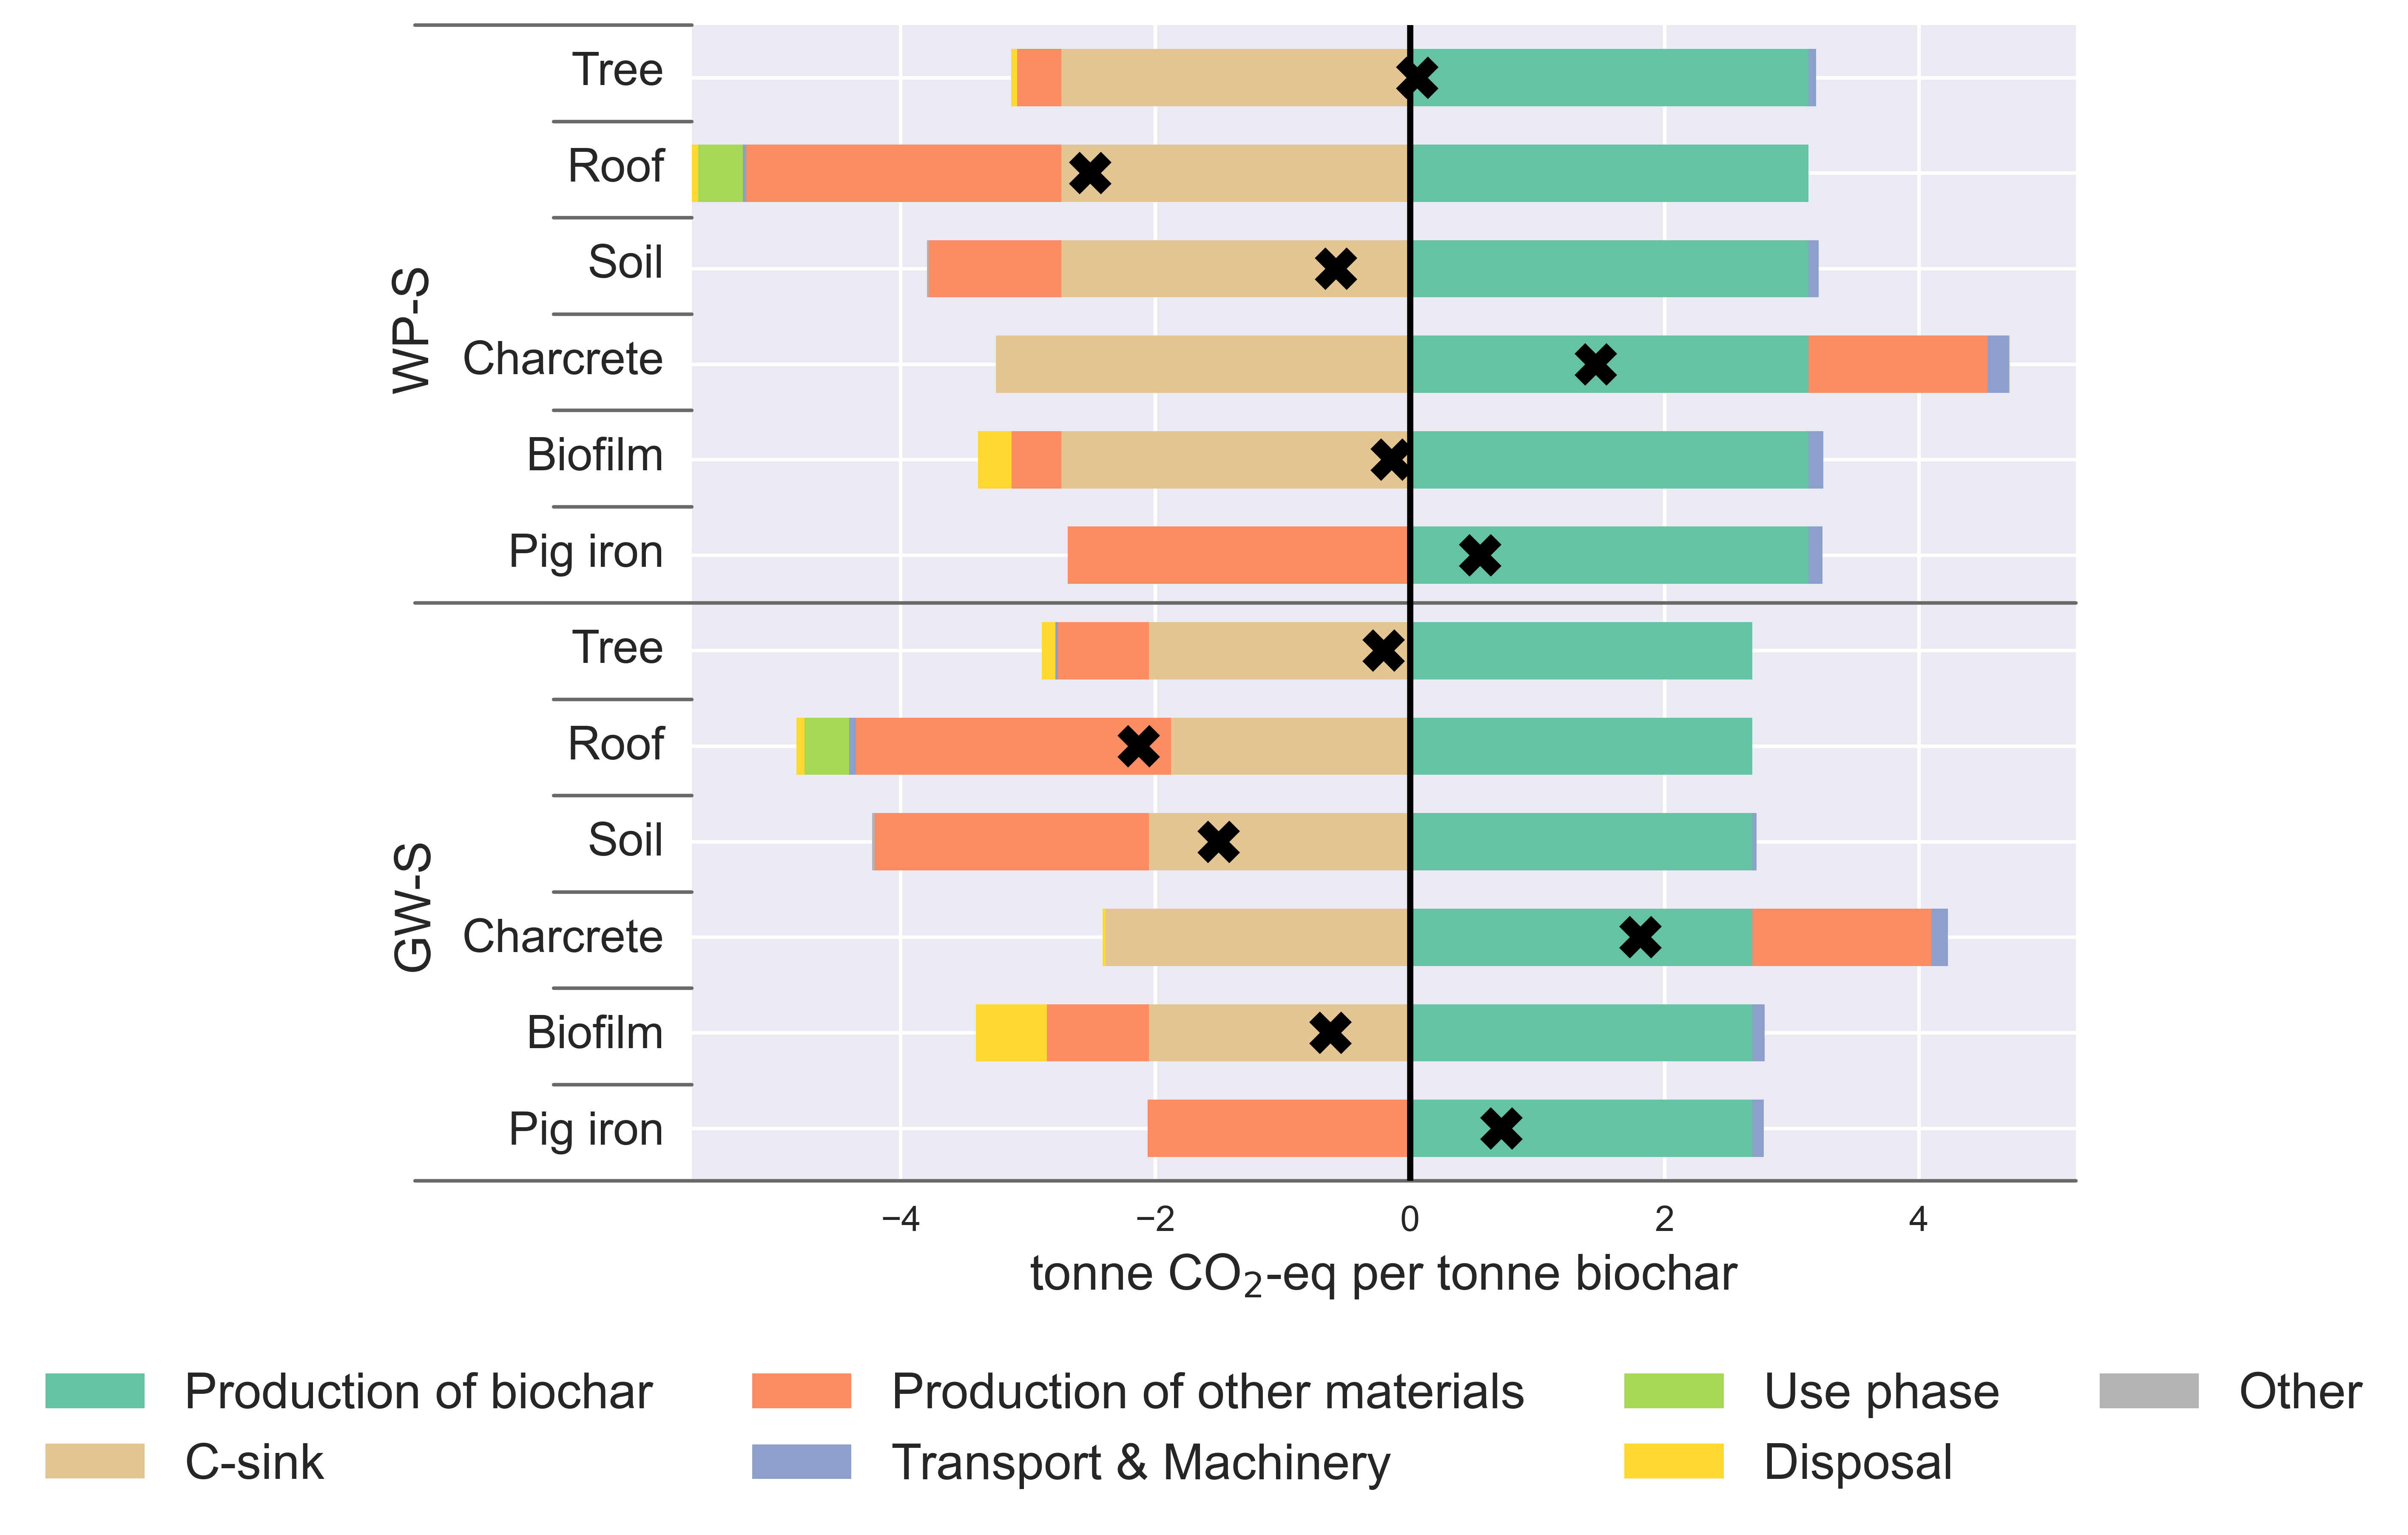 WP-S
Tree
Roof
Soil
Charcrete
Biofilm
Pig iron
GW-S
Tree
Roof
Soil
Charcrete
Biofilm
Pig iron
−4 −2 0 2 4
tonne CO₂-eq per tonne biochar
Production of biochar Production of other materials Use phase Other
C-sink Transport & Machinery Disposal